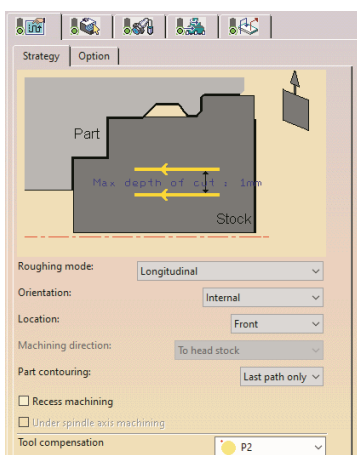 Strategy Option
Part
Max depth of cut : 1mm
Stock
Roughing mode: Longitudinal
Orientation: Internal
Location: Front
Machining direction: To head stock
Part contouring: Last path only
Recess machining
Under spindle axis machining
Tool compensation P2